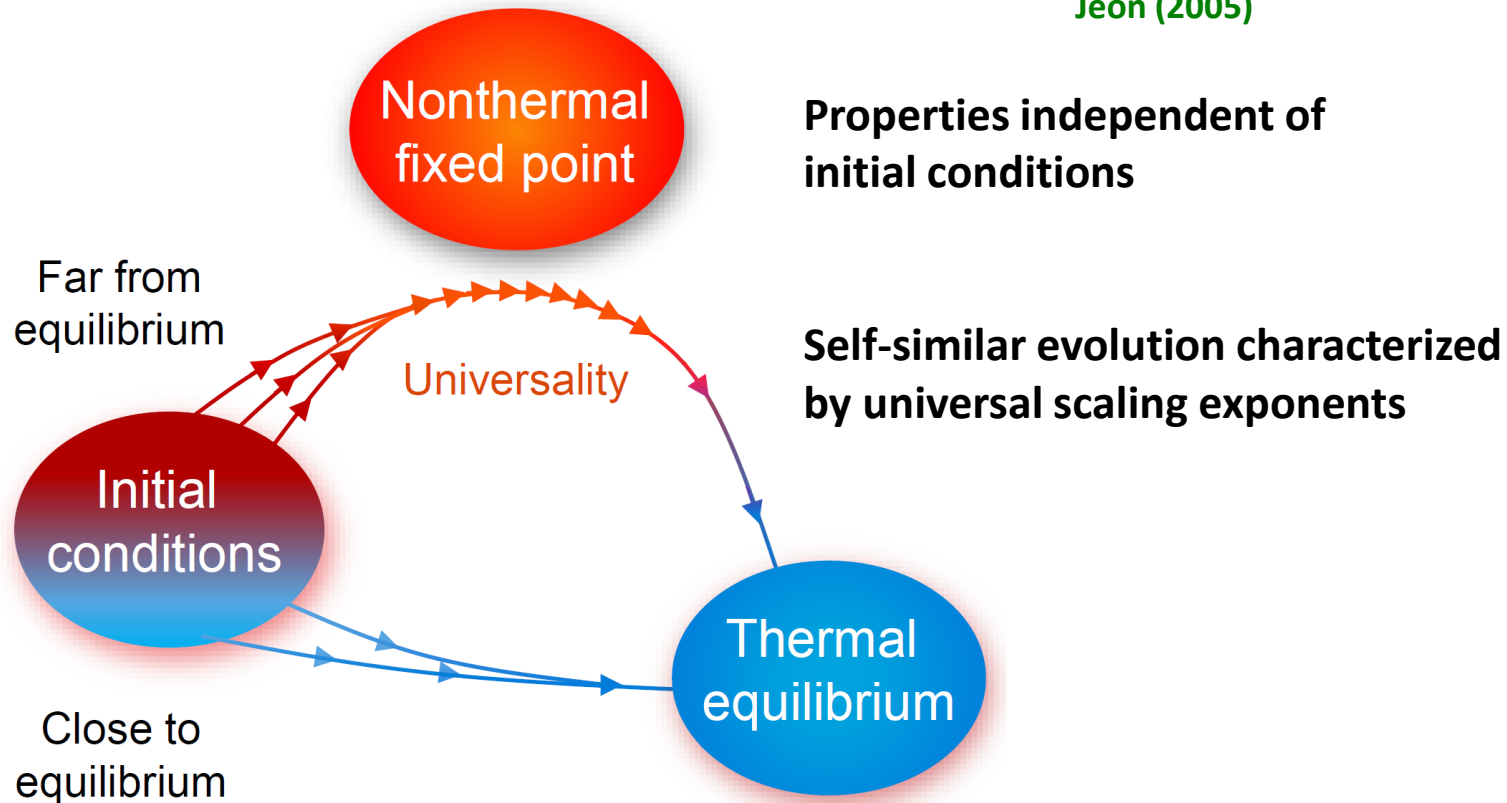 Jeon (2005)
Nonthermal
fixed point
Properties independent of
initial conditions
Far from
equilibrium
Universality
Self-similar evolution characterized
by universal scaling exponents
Initial
conditions
Thermal
equilibrium
Close to
equilibrium